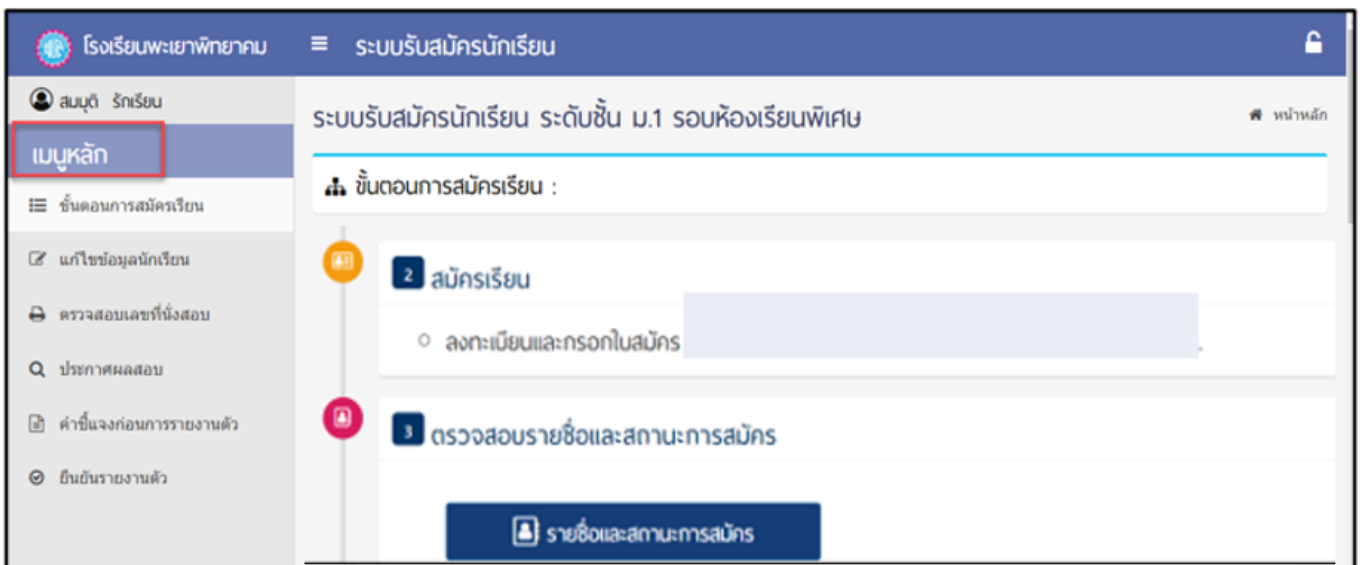 โรงเรียนพะเยาพิทยาคม
ระบบรับสมัครนักเรียน
สมมุติ รักเรียน
เมนูหลัก
ขั้นตอนการสมัครเรียน
แก้ไขข้อมูลนักเรียน
ตรวจสอบเลขที่นั่งสอบ
ประกาศผลสอบ
คำชี้แจงก่อนการรายงานตัว
ยืนยันรายงานตัว
ระบบรับสมัครนักเรียน ระดับชั้น ม.1 รอบห้องเรียนพิเศษ
หน้าหลัก
ขั้นตอนการสมัครเรียน :
2 สมัครเรียน
ลงทะเบียนและกรอกใบสมัคร .
3 ตรวจสอบรายชื่อและสถานะการสมัคร
รายชื่อและสถานะการสมัคร